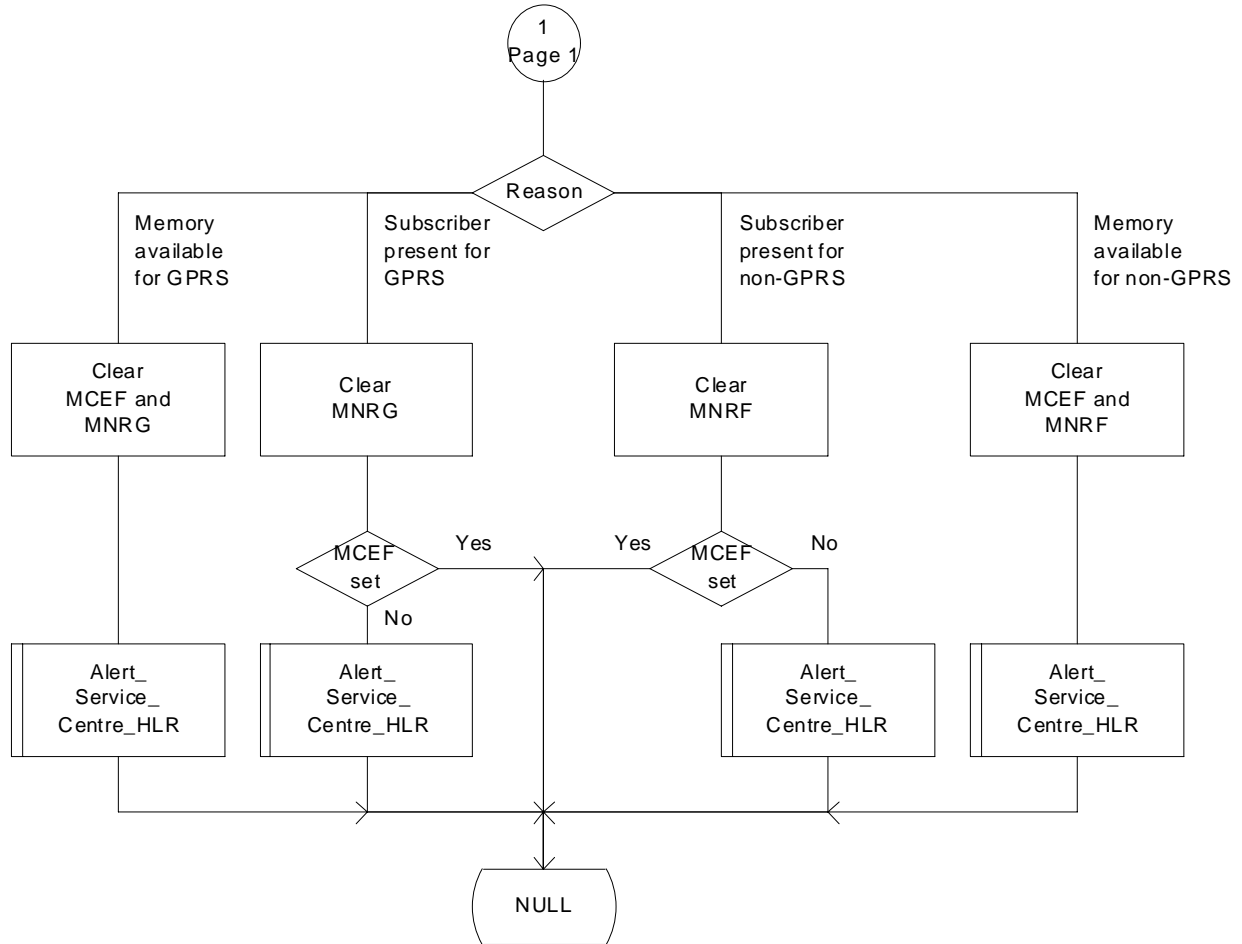 1
Page 1
Reason
Memory
available
for GPRS
Subscriber
present for
GPRS
Subscriber
present for
non-GPRS
Memory
available
for non-GPRS
Clear
MCEF and
MNRG
Clear
MNRG
Clear
MNRF
Clear
MCEF and
MNRF
MCEF
set
Yes
No
Yes
MCEF
set
No
Alert_
Service_
Centre_HLR
Alert_
Service_
Centre_HLR
Alert_
Service_
Centre_HLR
Alert_
Service_
Centre_HLR
NULL